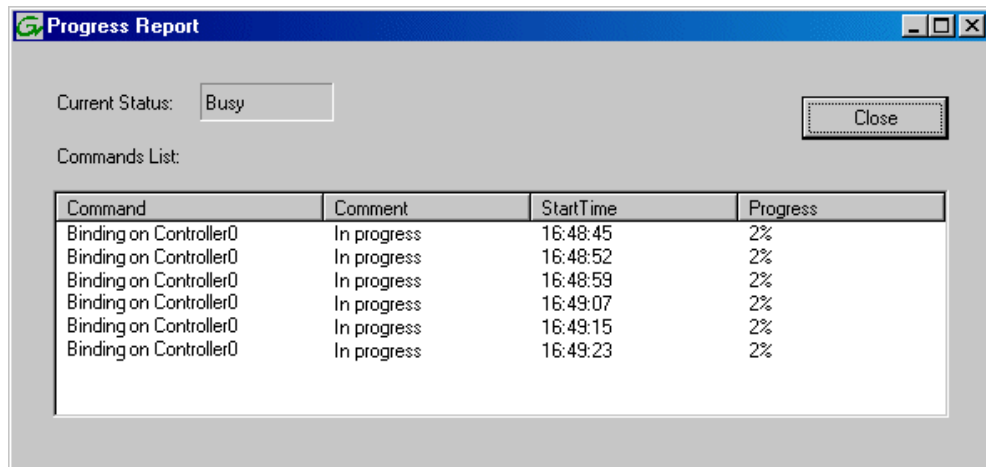 Progress Report
Current Status: Busy
Close
Commands List:
Command Comment StartTime Progress
Binding on Controller0 In progress 16:48:45 2%
Binding on Controller0 In progress 16:48:52 2%
Binding on Controller0 In progress 16:48:59 2%
Binding on Controller0 In progress 16:49:07 2%
Binding on Controller0 In progress 16:49:15 2%
Binding on Controller0 In progress 16:49:23 2%